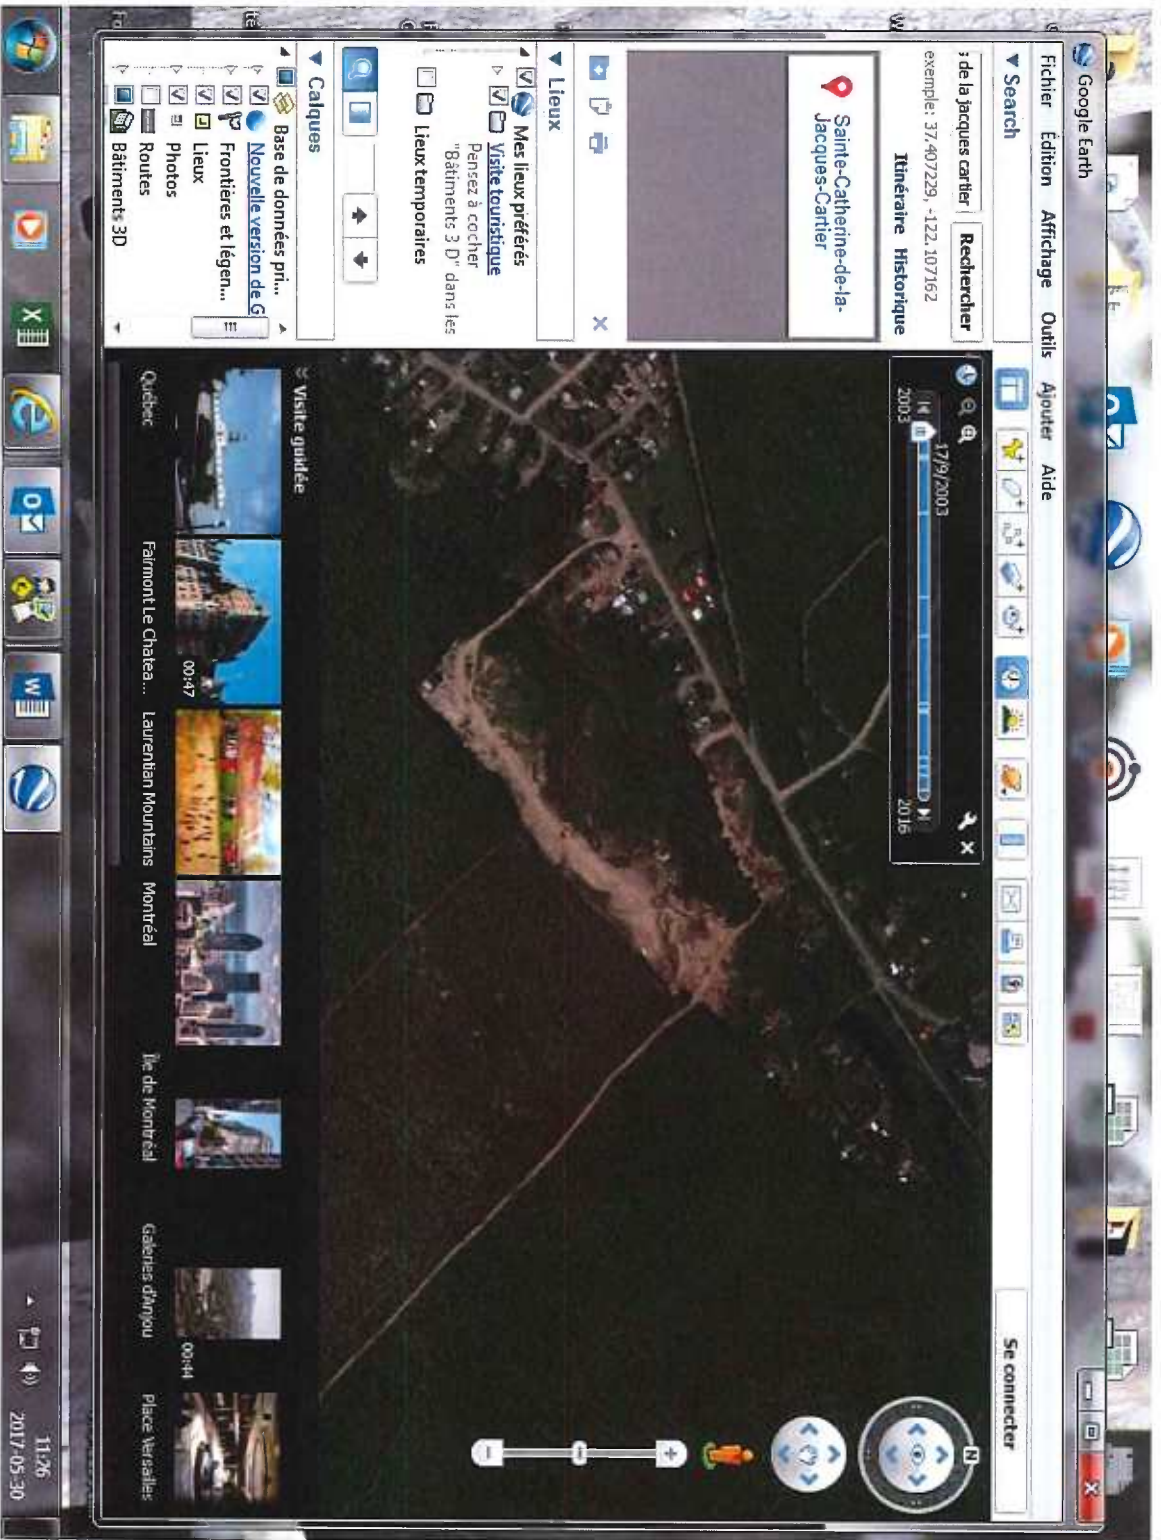 Google Earth
Fichier Édition Affichage Outils Ajouter Aide
▼ Search
s de la jacques cartier
Rechercher
exemple: 37.407229, -122.107162
Itinéraire Historique
Sainte-Catherine-de-la-
Jacques-Cartier
▼ Lieux
Mes lieux préférés
Visite touristique
Pensez à cocher
"Bâtiments 3 D" dans les
Lieux temporaires
▼ Calques
Base de données pri...
Nouvelle version de G
Frontières et légen...
Lieux
Photos
Routes
Bâtiments 3D
Se connecter
17/9/2003
2003
2016
N
Visite guidée
00:47
00:44
Québec
Fairmont Le Chatea...
Laurentian Mountains
Montréal
Île de Montréal
Galeries d'Anjou
Place Versailles
11:26
2017-05-30